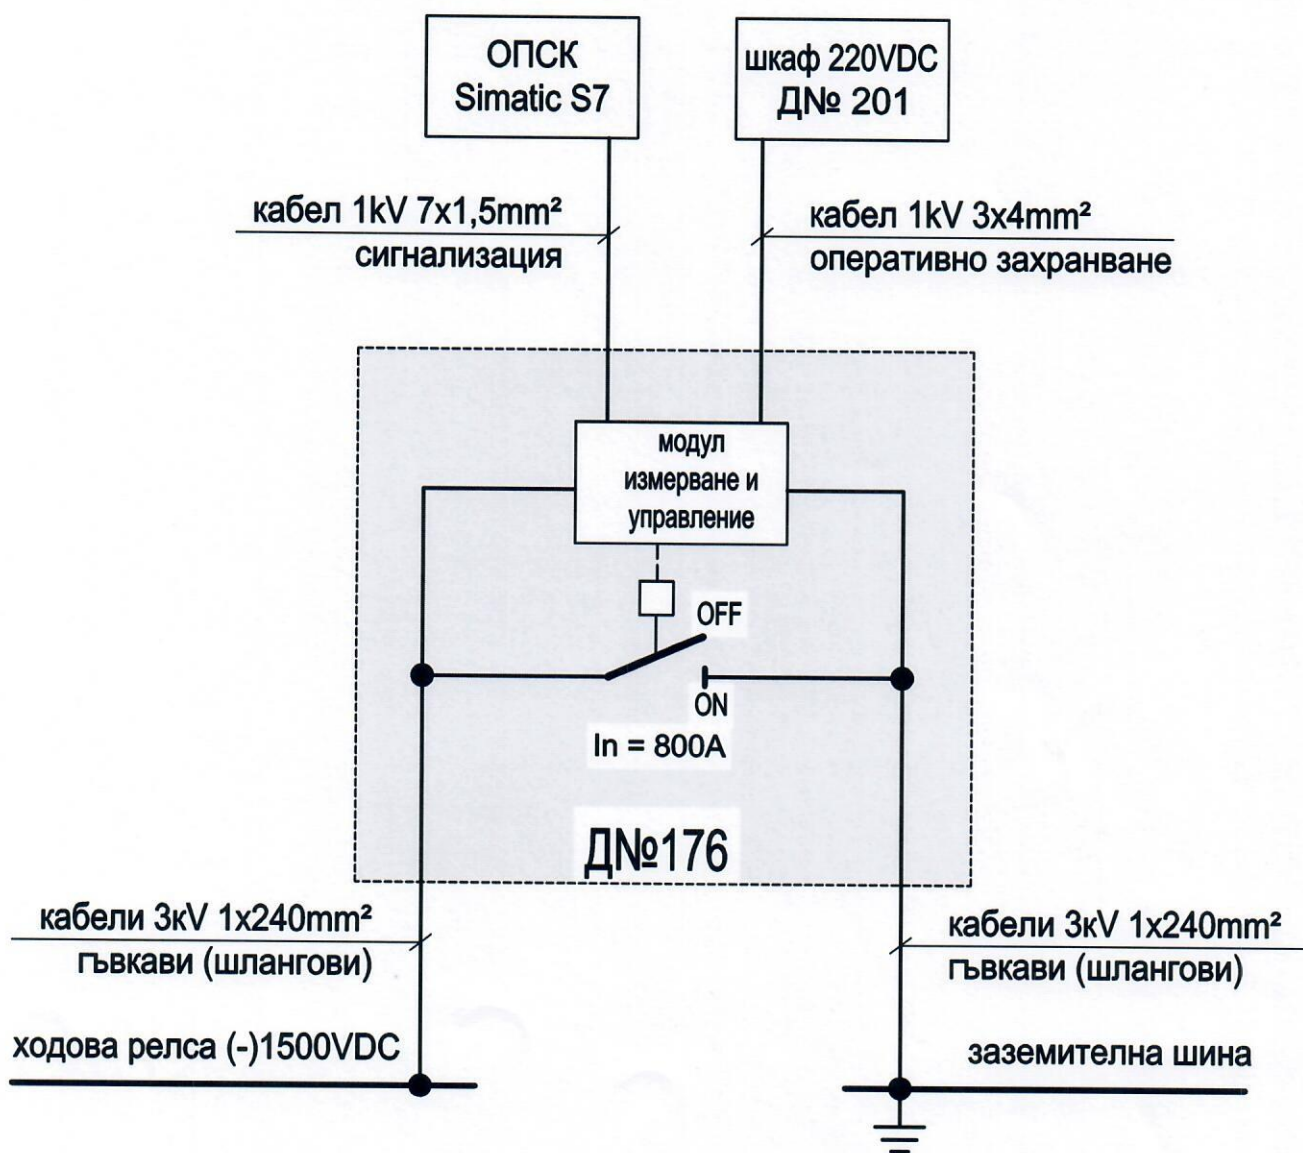 ОПСК
Simatic S7
шкаф 220VDC
Д№ 201
кабел 1kV 7x1,5mm²
сигнализация
кабел 1kV 3x4mm²
оперативно захранване
модул
измерване и
управление
OFF
ON
In = 800A
Д№176
кабели 3кV 1x240mm²
гъвкави (шлангови)
кабели 3кV 1x240mm²
гъвкави (шлангови)
ходова релса (-)1500VDC
заземителна шина